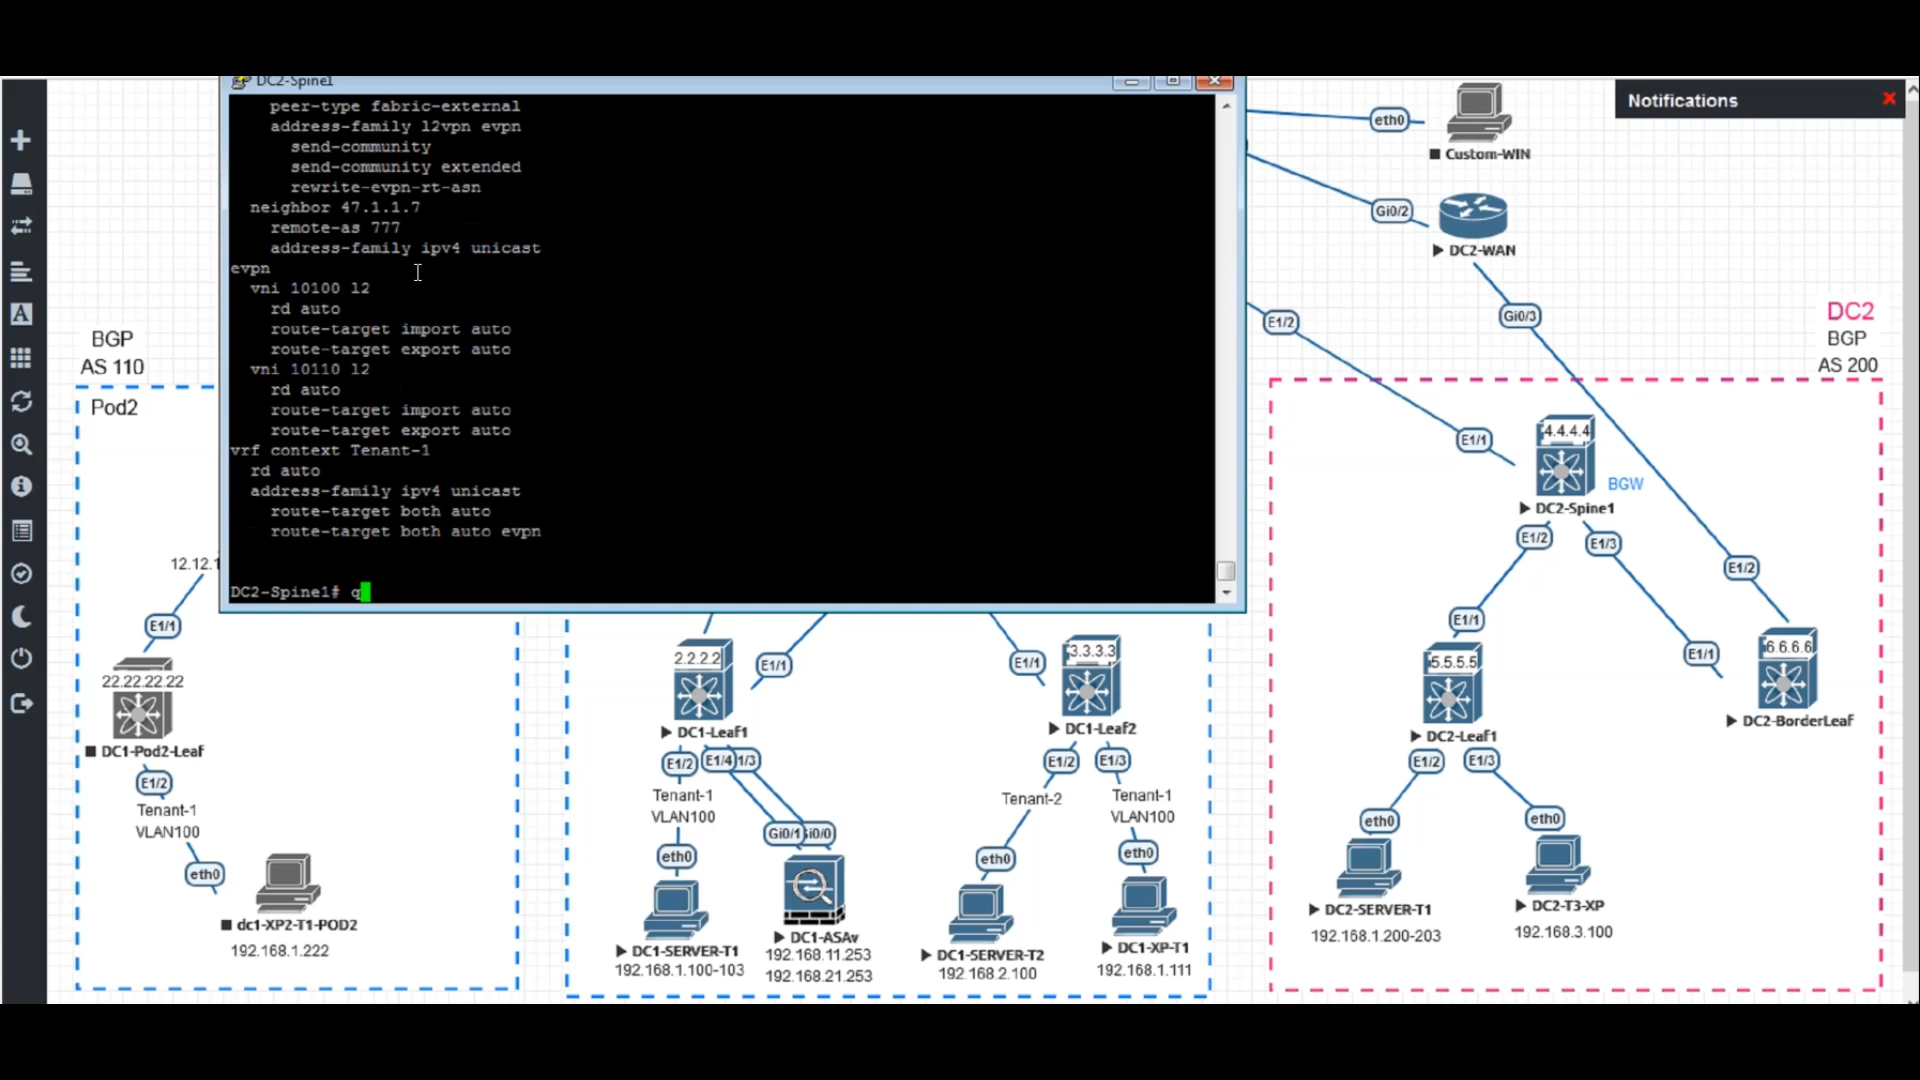 DC2-Spine1
peer-type fabric-external
address-family l2vpn evpn
send-community
send-community extended
rewrite-evpn-rt-asn
neighbor 47.1.1.7
remote-as 777
address-family ipv4 unicast
evpn
vni 10100 l2
rd auto
route-target import auto
route-target export auto
vni 10110 l2
rd auto
route-target import auto
route-target export auto
vrf context Tenant-1
rd auto
address-family ipv4 unicast
route-target both auto
route-target both auto evpn
DC2-Spine1# q
Notifications
eth0
Custom-WIN
Gi0/2
DC2-WAN
Gi0/3
E1/2
DC2
BGP
AS 200
E1/1
4.4.4.4
BGW
DC2-Spine1
E1/2
E1/3
E1/2
E1/1
E1/1
5.5.5.5
6.6.6.6
DC2-Leaf1
DC2-BorderLeaf
E1/2
E1/3
eth0
eth0
DC2-SERVER-T1
192.168.1.200-203
DC2-T3-XP
192.168.3.100
BGP
AS 110
Pod2
12.12.1
E1/1
22.22.22.22
DC1-Pod2-Leaf
E1/2
Tenant-1
VLAN100
eth0
dc1-XP2-T1-POD2
192.168.1.222
2.2.2.2
E1/1
E1/1
3.3.3.3
DC1-Leaf1
DC1-Leaf2
E1/2
E1/4
1/3
E1/2
E1/3
Tenant-1
VLAN100
Tenant-2
Tenant-1
VLAN100
Gi0/1
Gi0/0
eth0
eth0
eth0
DC1-SERVER-T1
192.168.1.100-103
DC1-ASAv
192.168.11.253
192.168.21.253
DC1-SERVER-T2
192.168.2.100
DC1-XP-T1
192.168.1.111